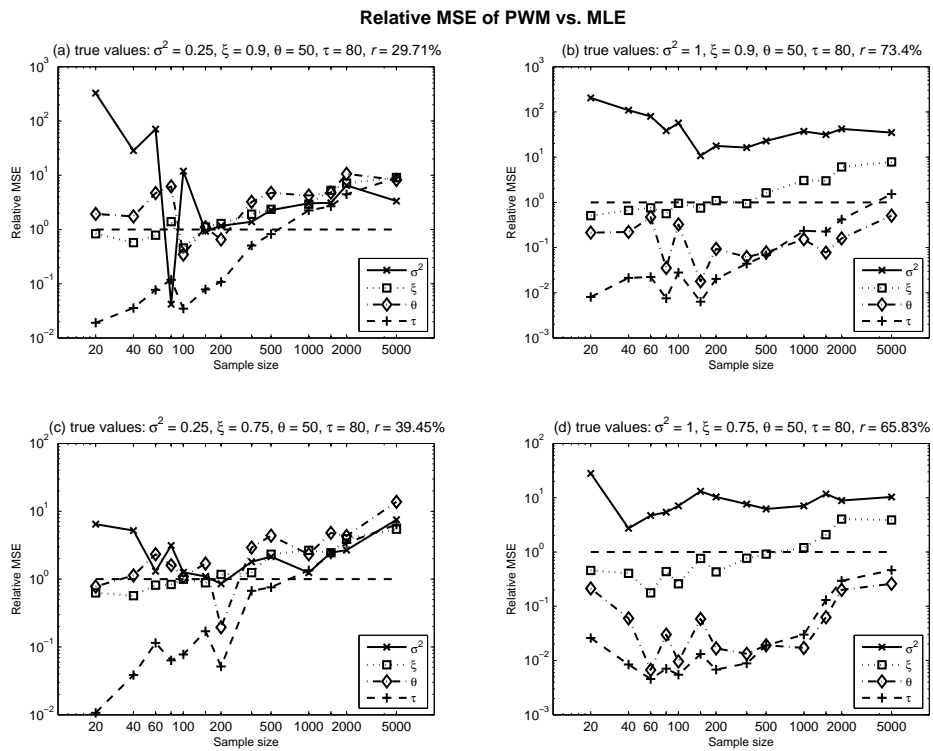 Relative MSE of PWM vs. MLE
(a) true values: σ² = 0.25, ξ = 0.9, θ = 50, τ = 80, r = 29.71%
10³
10²
10¹
10⁰
10⁻¹
10⁻²
Relative MSE
20 40 60 100 200 500 1000 2000 5000
Sample size
σ²
ξ
θ
τ
(b) true values: σ² = 1, ξ = 0.9, θ = 50, τ = 80, r = 73.4%
10³
10²
10¹
10⁰
10⁻¹
10⁻²
10⁻³
Relative MSE
20 40 60 100 200 500 1000 2000 5000
Sample size
σ²
ξ
θ
τ
(c) true values: σ² = 0.25, ξ = 0.75, θ = 50, τ = 80, r = 39.45%
10²
10¹
10⁰
10⁻¹
10⁻²
Relative MSE
20 40 60 100 200 500 1000 2000 5000
Sample size
σ²
ξ
θ
τ
(d) true values: σ² = 1, ξ = 0.75, θ = 50, τ = 80, r = 65.83%
10²
10¹
10⁰
10⁻¹
10⁻²
10⁻³
Relative MSE
20 40 60 100 200 500 1000 2000 5000
Sample size
σ²
ξ
θ
τ